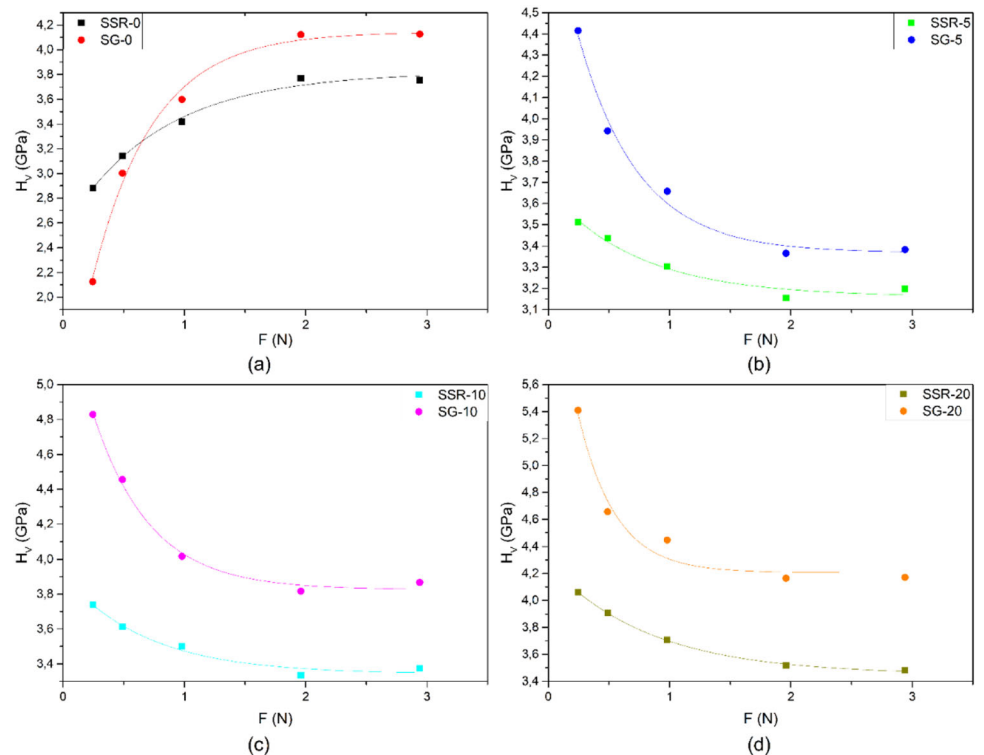 SSR-0
SG-0
4,2
4,0
3,8
3,6
3,4
3,2
3,0
2,8
2,6
2,4
2,2
2,0
H_V (GPa)
0 1 2 3
F (N)
(a)
SSR-5
SG-5
4,5
4,4
4,3
4,2
4,1
4,0
3,9
3,8
3,7
3,6
3,5
3,4
3,3
3,2
3,1
H_V (GPa)
0 1 2 3
F (N)
(b)
SSR-10
SG-10
5,0
4,8
4,6
4,4
4,2
4,0
3,8
3,6
3,4
H_V (GPa)
0 1 2 3
F (N)
(c)
SSR-20
SG-20
5,6
5,4
5,2
5,0
4,8
4,6
4,4
4,2
4,0
3,8
3,6
3,4
H_V (GPa)
0 1 2 3
F (N)
(d)